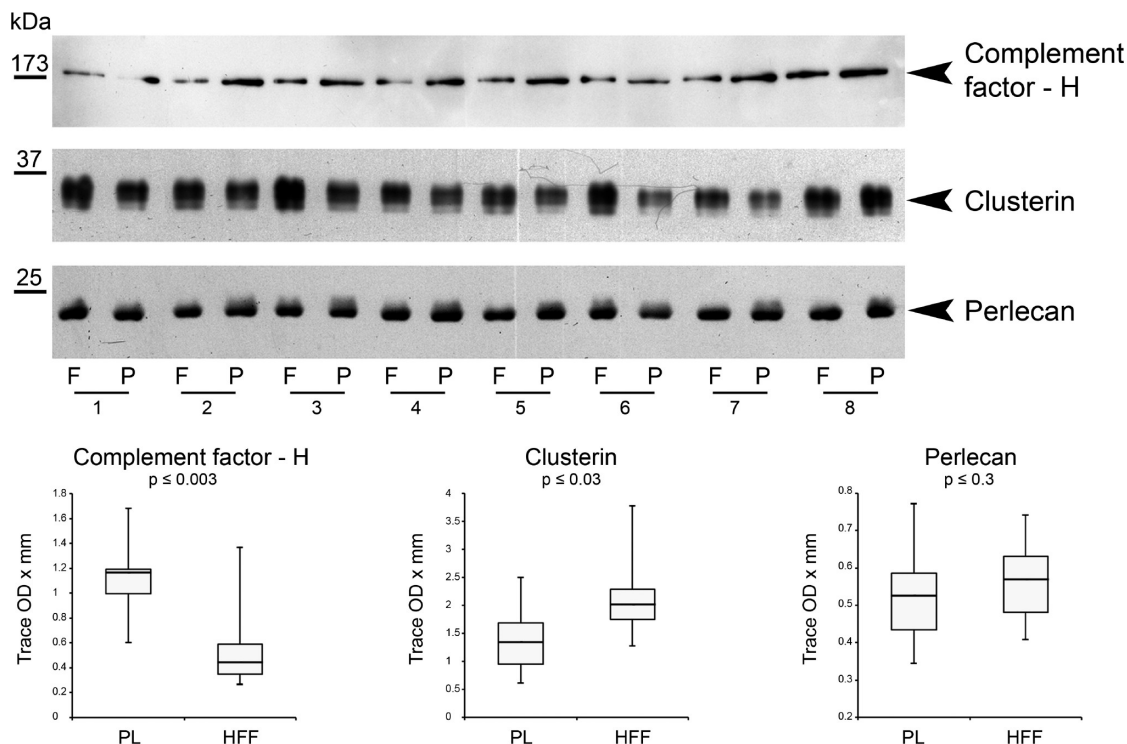 kDa
173
Complement
factor - H
37
Clusterin
25
Perlecan
F P F P F P F P F P F P F P F P
1 2 3 4 5 6 7 8
Complement factor - H
p ≤ 0.003
Trace OD x mm
1.8
1.6
1.4
1.2
1
0.8
0.6
0.4
0.2
0
PL HFF
Clusterin
p ≤ 0.03
Trace OD x mm
4
3.5
3
2.5
2
1.5
1
0.5
0
PL HFF
Perlecan
p ≤ 0.3
Trace OD x mm
0.8
0.7
0.6
0.5
0.4
0.3
0.2
PL HFF